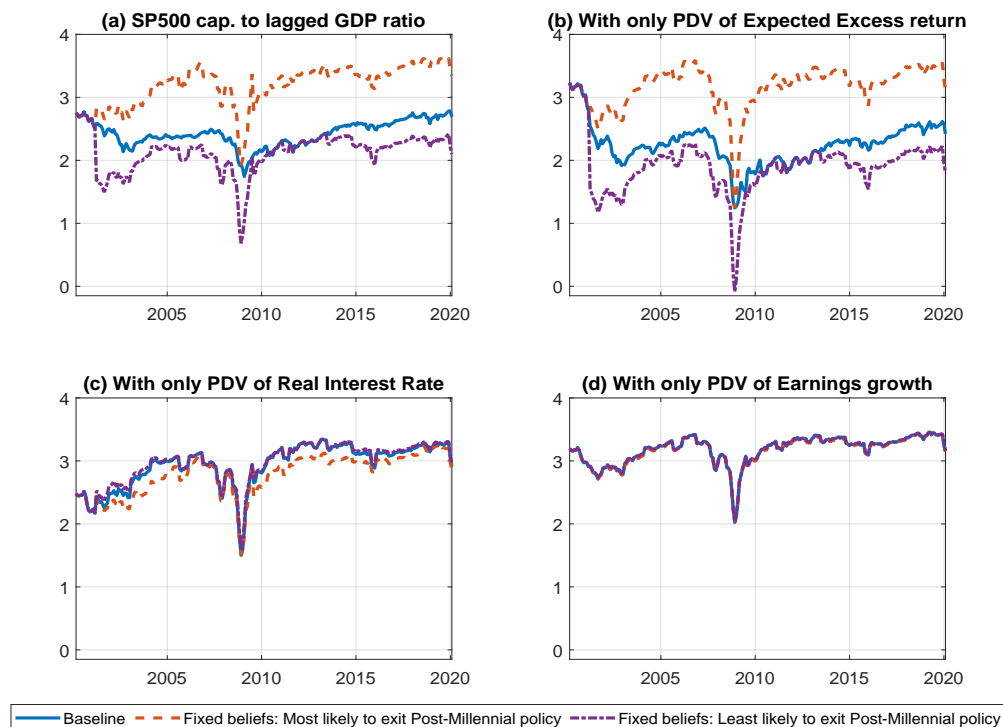 (a) SP500 cap. to lagged GDP ratio
4
3
2
1
0
2005 2010 2015 2020
(b) With only PDV of Expected Excess return
4
3
2
1
0
2005 2010 2015 2020
(c) With only PDV of Real Interest Rate
4
3
2
1
0
2005 2010 2015 2020
(d) With only PDV of Earnings growth
4
3
2
1
0
2005 2010 2015 2020
Baseline Fixed beliefs: Most likely to exit Post-Millennial policy Fixed beliefs: Least likely to exit Post-Millennial policy